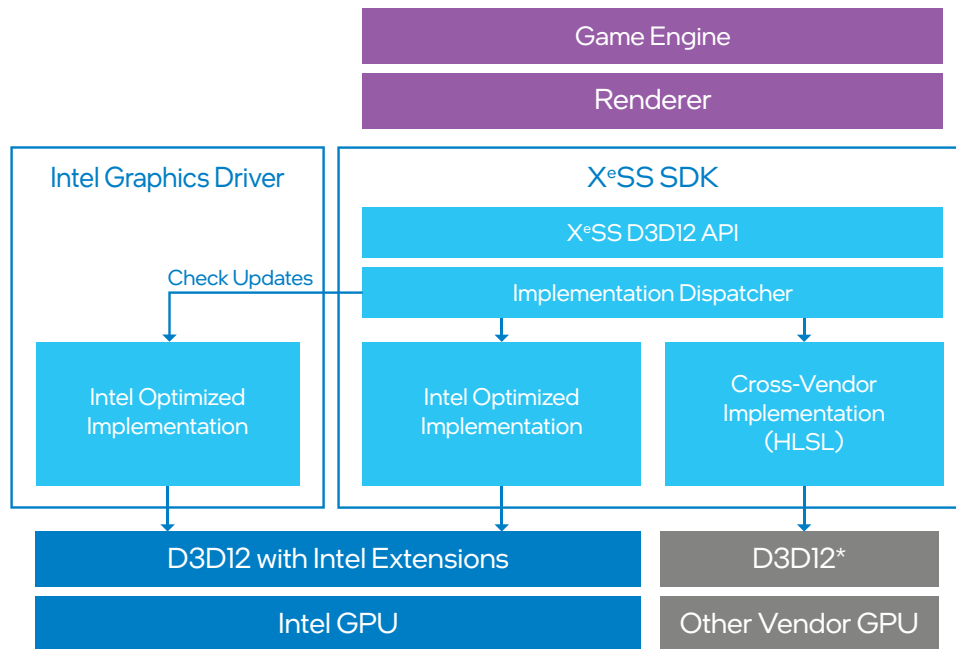 Game Engine
Renderer
Intel Graphics Driver
XᵉSS SDK
XᵉSS D3D12 API
Check Updates
Implementation Dispatcher
Intel Optimized
Implementation
Intel Optimized
Implementation
Cross-Vendor
Implementation
(HLSL)
D3D12 with Intel Extensions
D3D12*
Intel GPU
Other Vendor GPU